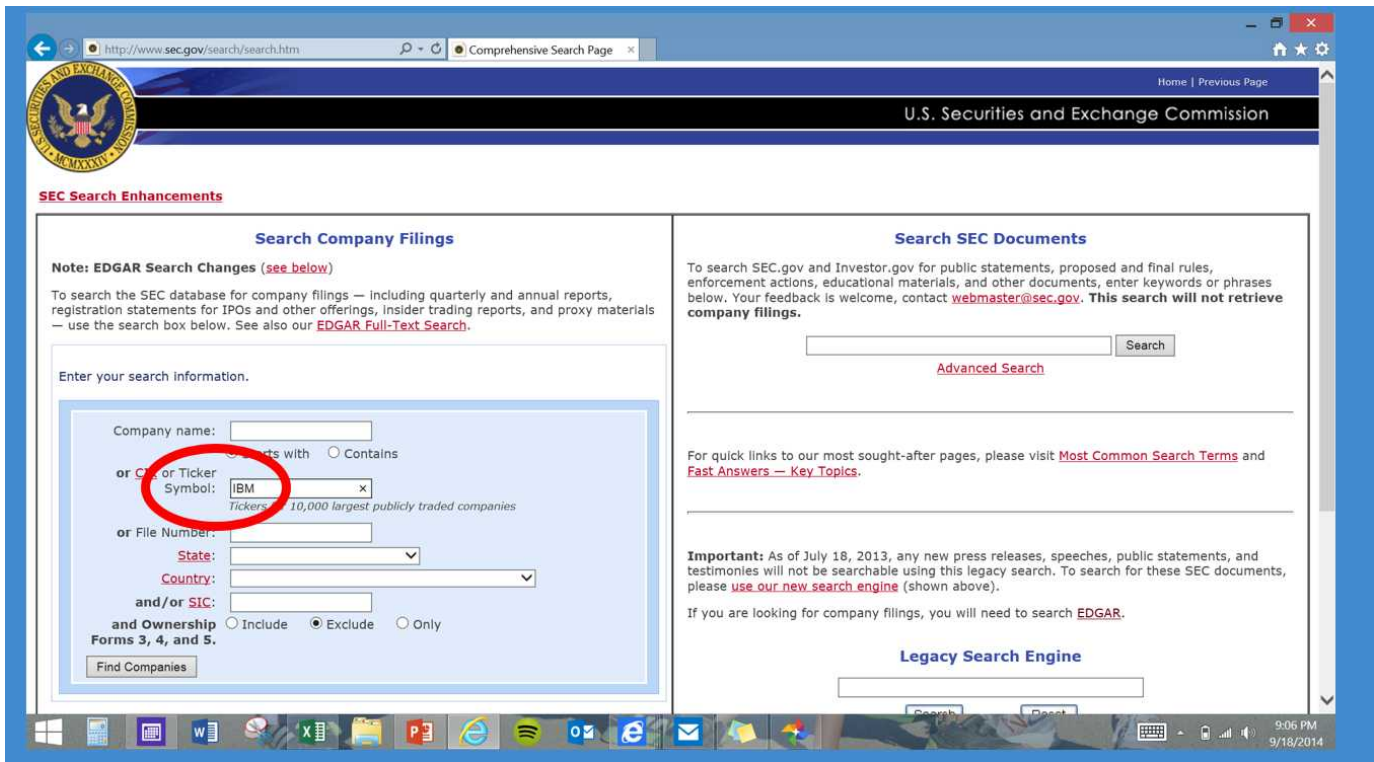 http://www.sec.gov/search/search.htm
Comprehensive Search Page
Home | Previous Page
U.S. Securities and Exchange Commission
U.S. SECURITIES AND EXCHANGE COMMISSION
MCMXXXIV
SEC Search Enhancements
Search Company Filings
Note: EDGAR Search Changes (see below)
To search the SEC database for company filings — including quarterly and annual reports,
registration statements for IPOs and other offerings, insider trading reports, and proxy materials
— use the search box below. See also our EDGAR Full-Text Search.
Enter your search information.
Company name:
with Contains
or or Ticker
Symbol: IBM
Tickers 10,000 largest publicly traded companies
or File Number:
State:
Country:
and/or SIC:
and Ownership Include Exclude Only
Forms 3, 4, and 5.
Find Companies
Search SEC Documents
To search SEC.gov and Investor.gov for public statements, proposed and final rules,
enforcement actions, educational materials, and other documents, enter keywords or phrases
below. Your feedback is welcome, contact webmaster@sec.gov. This search will not retrieve
company filings.
Search
Advanced Search
For quick links to our most sought-after pages, please visit Most Common Search Terms and
Fast Answers — Key Topics.
Important: As of July 18, 2013, any new press releases, speeches, public statements, and
testimonies will not be searchable using this legacy search. To search for these SEC documents,
please use our new search engine (shown above).
If you are looking for company filings, you will need to search EDGAR.
Legacy Search Engine
9:06 PM
9/18/2014